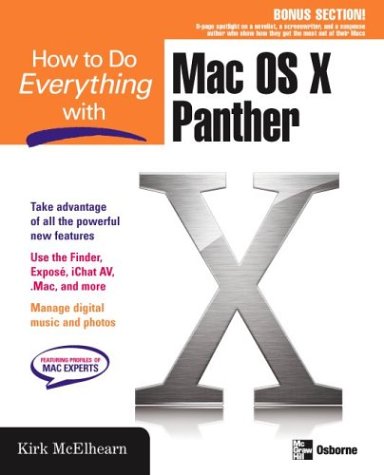 BONUS SECTION!
8-page spotlight on a novelist, a screenwriter, and a suspense
author who show how they get the most out of their Macs
How to Do
Everything
with
Mac OS X
Panther
Take advantage
of all the powerful
new features
Use the Finder,
Exposé, iChat AV,
.Mac, and more
Manage digital
music and photos
FEATURING PROFILES OF
MAC EXPERTS
X
Kirk McElhearn
Mc
Graw
Hill
Osborne